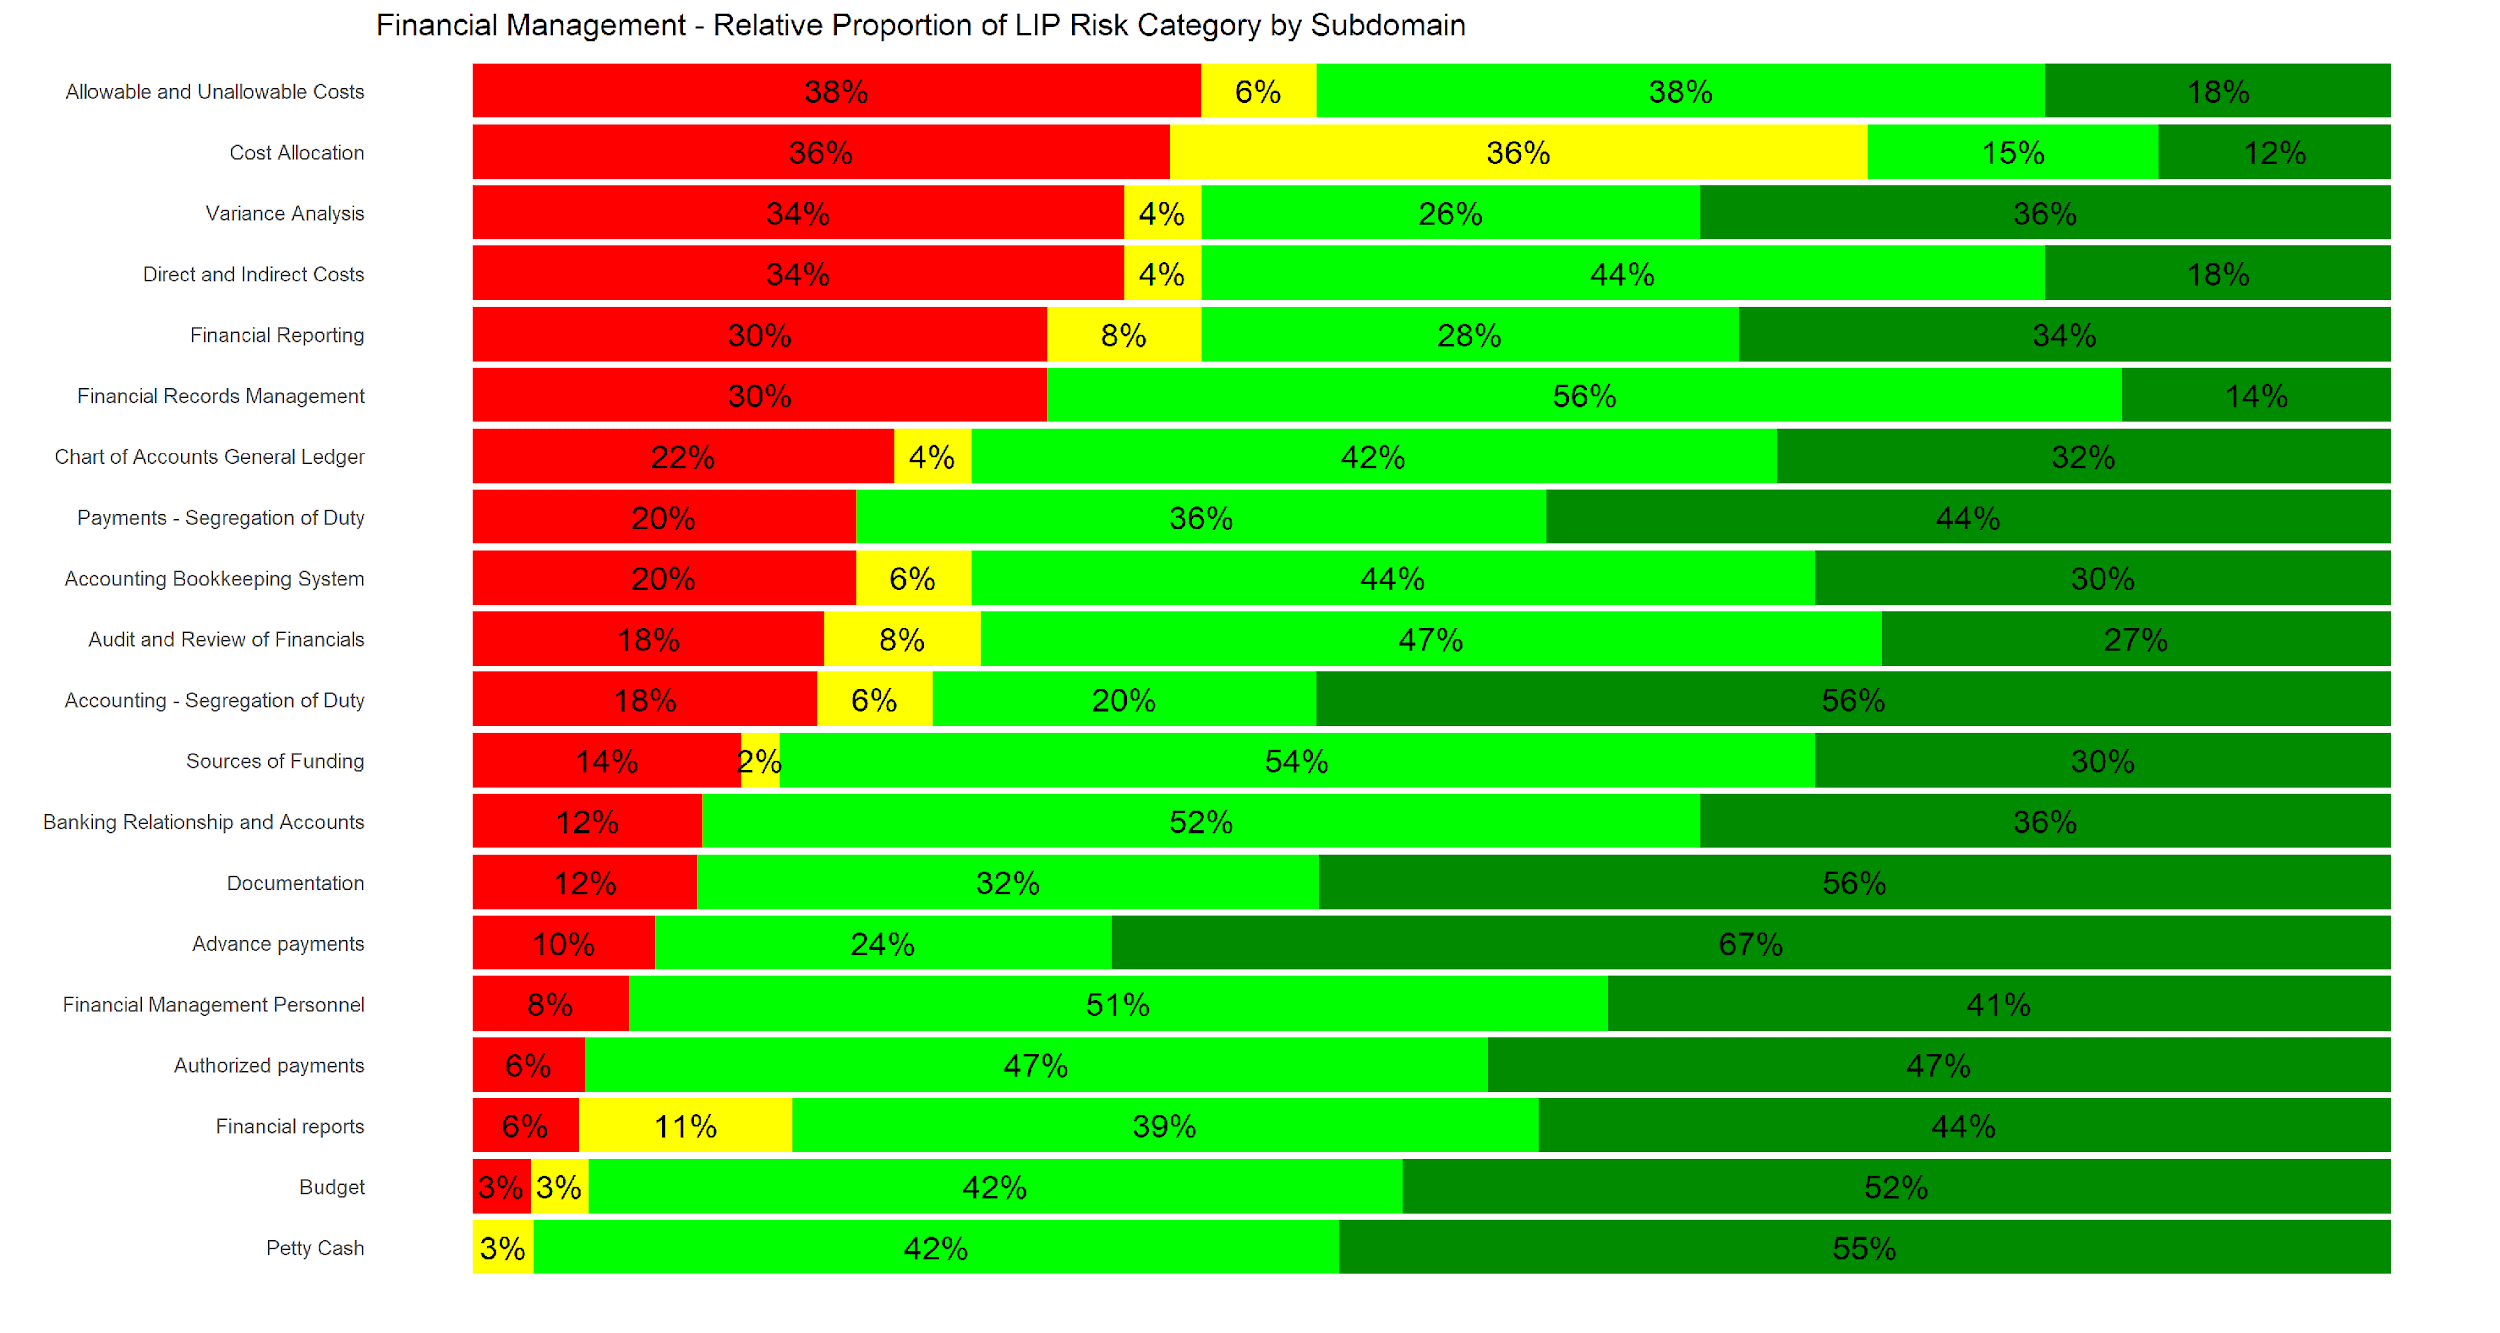 Financial Management - Relative Proportion of LIP Risk Category by Subdomain
Allowable and Unallowable Costs 38% 6% 38% 18%
Cost Allocation 36% 36% 15% 12%
Variance Analysis 34% 4% 26% 36%
Direct and Indirect Costs 34% 4% 44% 18%
Financial Reporting 30% 8% 28% 34%
Financial Records Management 30% 56% 14%
Chart of Accounts General Ledger 22% 4% 42% 32%
Payments - Segregation of Duty 20% 36% 44%
Accounting Bookkeeping System 20% 6% 44% 30%
Audit and Review of Financials 18% 8% 47% 27%
Accounting - Segregation of Duty 18% 6% 20% 56%
Sources of Funding 14% 2% 54% 30%
Banking Relationship and Accounts 12% 52% 36%
Documentation 12% 32% 56%
Advance payments 10% 24% 67%
Financial Management Personnel 8% 51% 41%
Authorized payments 6% 47% 47%
Financial reports 6% 11% 39% 44%
Budget 3% 3% 42% 52%
Petty Cash 3% 42% 55%